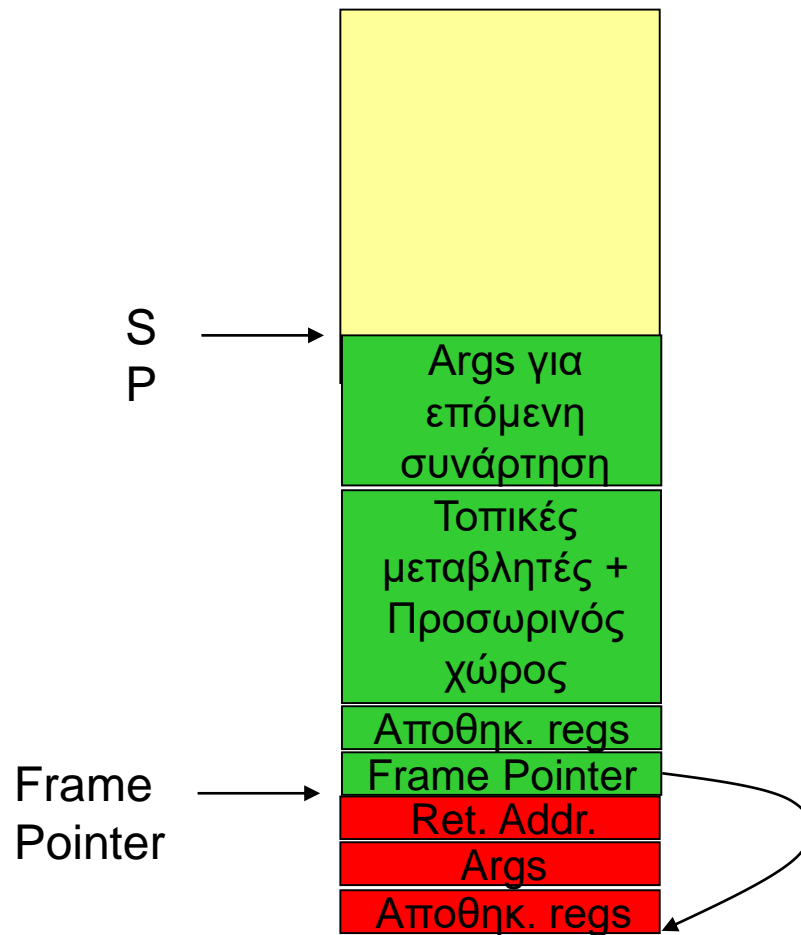 S
P
Args για
επόμενη
συνάρτηση
Τοπικές
μεταβλητές +
Προσωρινός
χώρος
Αποθηκ. regs
Frame Pointer
Frame
Pointer
Ret. Addr.
Args
Αποθηκ. regs